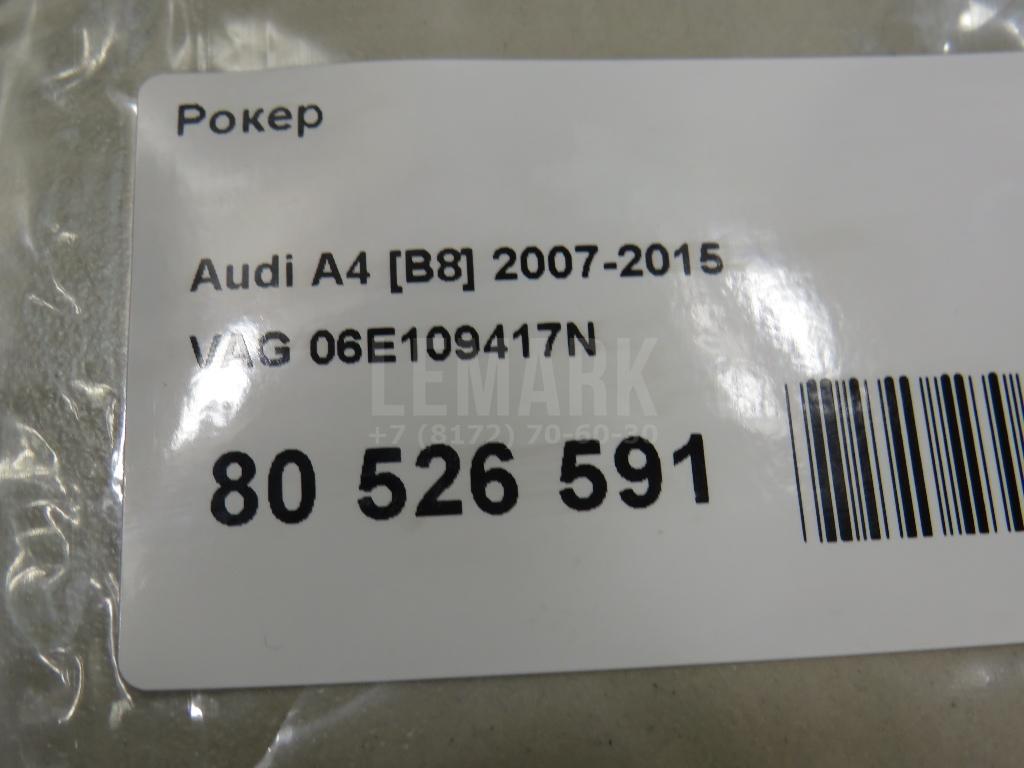 Рокер
Audi A4 [B8] 2007-2015
VAG 06E109417N
LEMARK
+7 (8172) 70-60-30
80 526 591